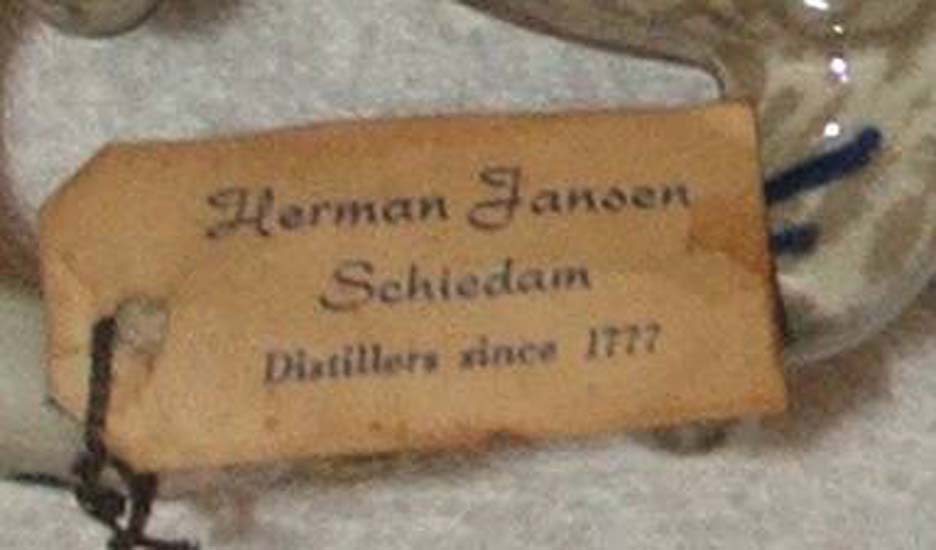 Herman Jansen
Schiedam
Distillers since 1777